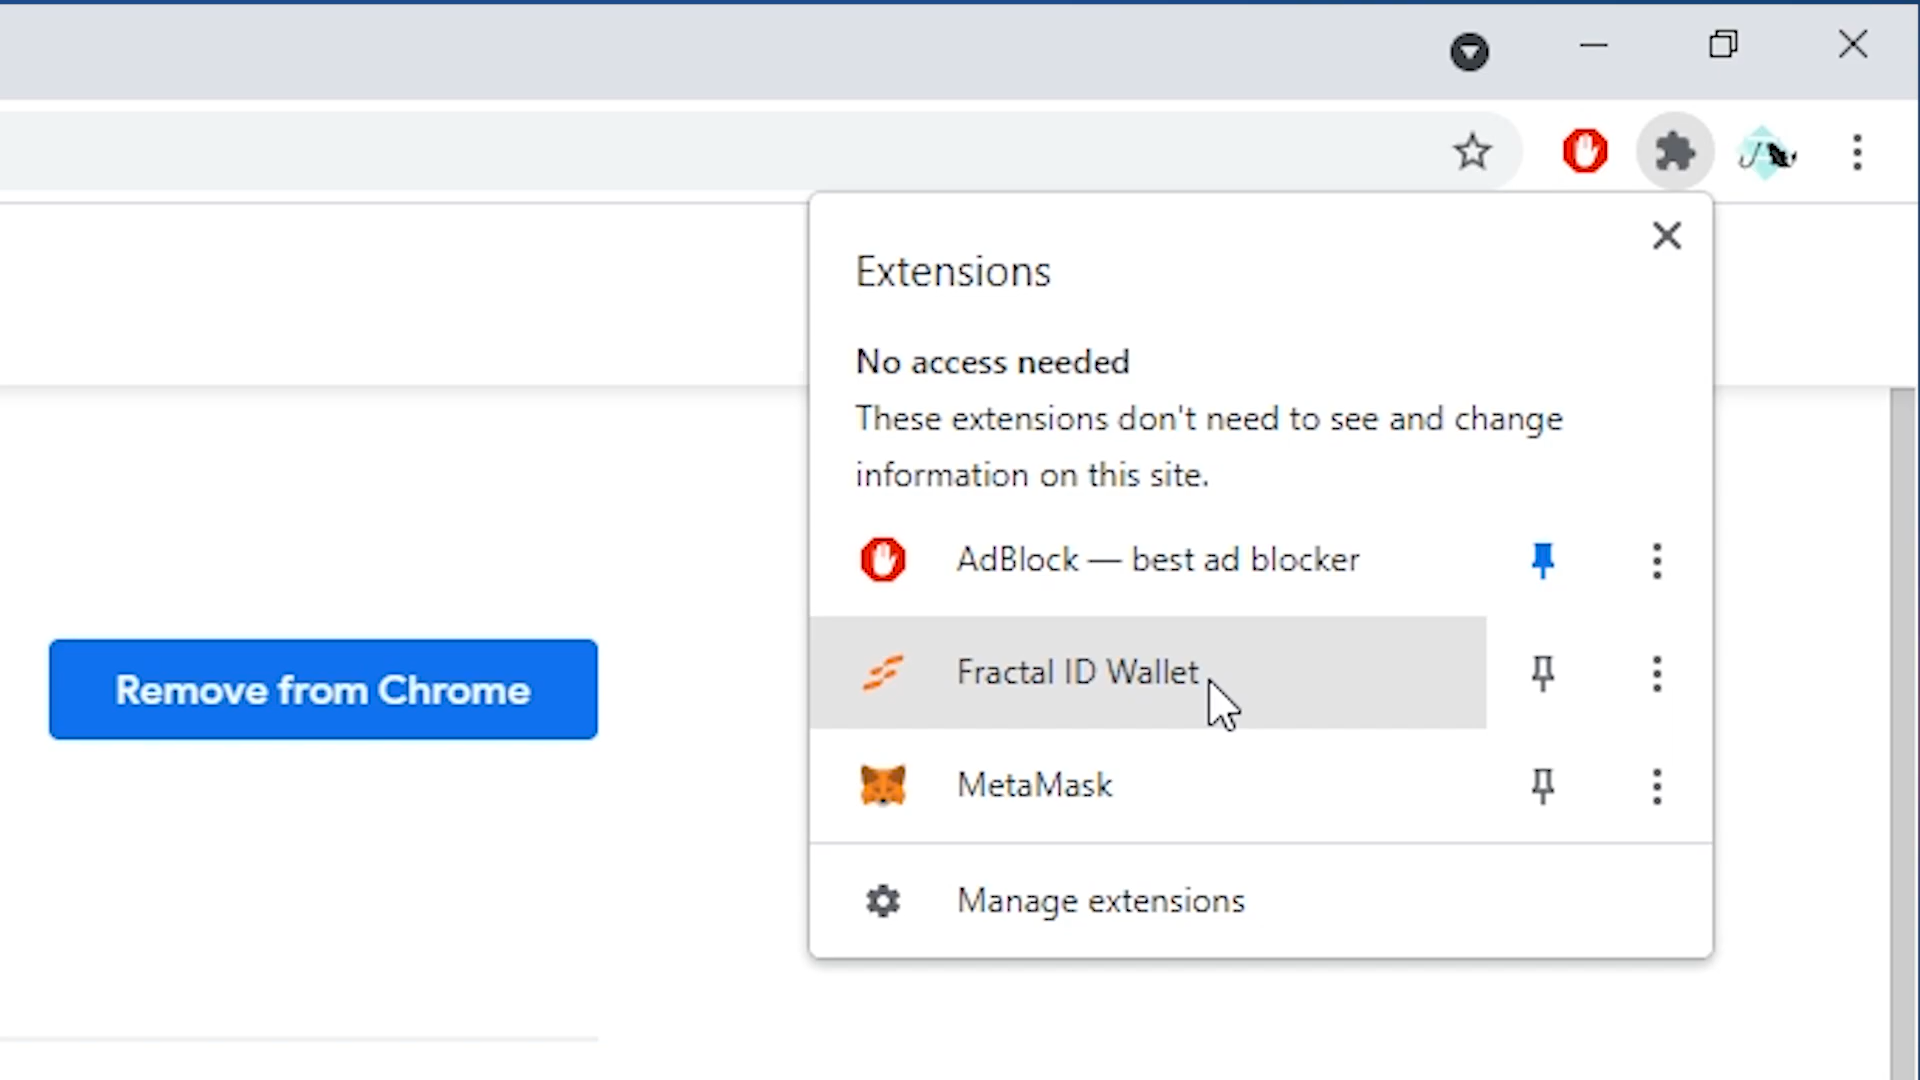 Extensions
No access needed
These extensions don't need to see and change
information on this site.
AdBlock — best ad blocker
Fractal ID Wallet
Remove from Chrome
MetaMask
Manage extensions